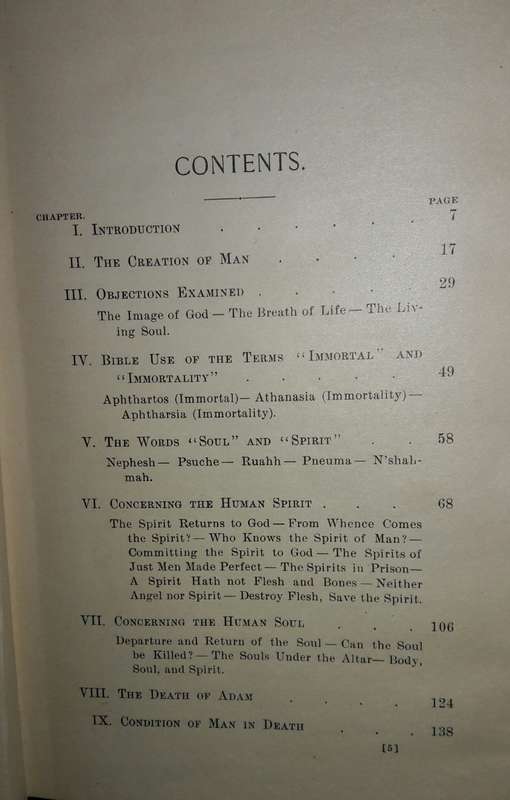 CONTENTS.
PAGE
CHAPTER.
I. INTRODUCTION . . . . . . 7
II. THE CREATION OF MAN . . . . 17
III. OBJECTIONS EXAMINED . . . . . 29
The Image of God — The Breath of Life — The Liv-
ing Soul.
IV. BIBLE USE OF THE TERMS “IMMORTAL” AND
“IMMORTALITY” . . . . . 49
Aphthartos (Immortal)— Athanasia (Immortality) —
Aphtharsia (Immortality).
V. THE WORDS “SOUL” AND “SPIRIT” . . 58
Nephesh — Psuche — Ruahh — Pneuma — N'shah-
mah.
VI. CONCERNING THE HUMAN SPIRIT . . . 68
The Spirit Returns to God — From Whence Comes
the Spirit? — Who Knows the Spirit of Man? —
Committing the Spirit to God — The Spirits of
Just Men Made Perfect — The Spirits in Prison —
A Spirit Hath not Flesh and Bones — Neither
Angel nor Spirit — Destroy Flesh, Save the Spirit.
VII. CONCERNING THE HUMAN SOUL . . . 106
Departure and Return of the Soul — Can the Soul
be Killed? — The Souls Under the Altar — Body,
Soul, and Spirit.
VIII. THE DEATH OF ADAM . . . . 124
IX. CONDITION OF MAN IN DEATH . . . 138
[5]